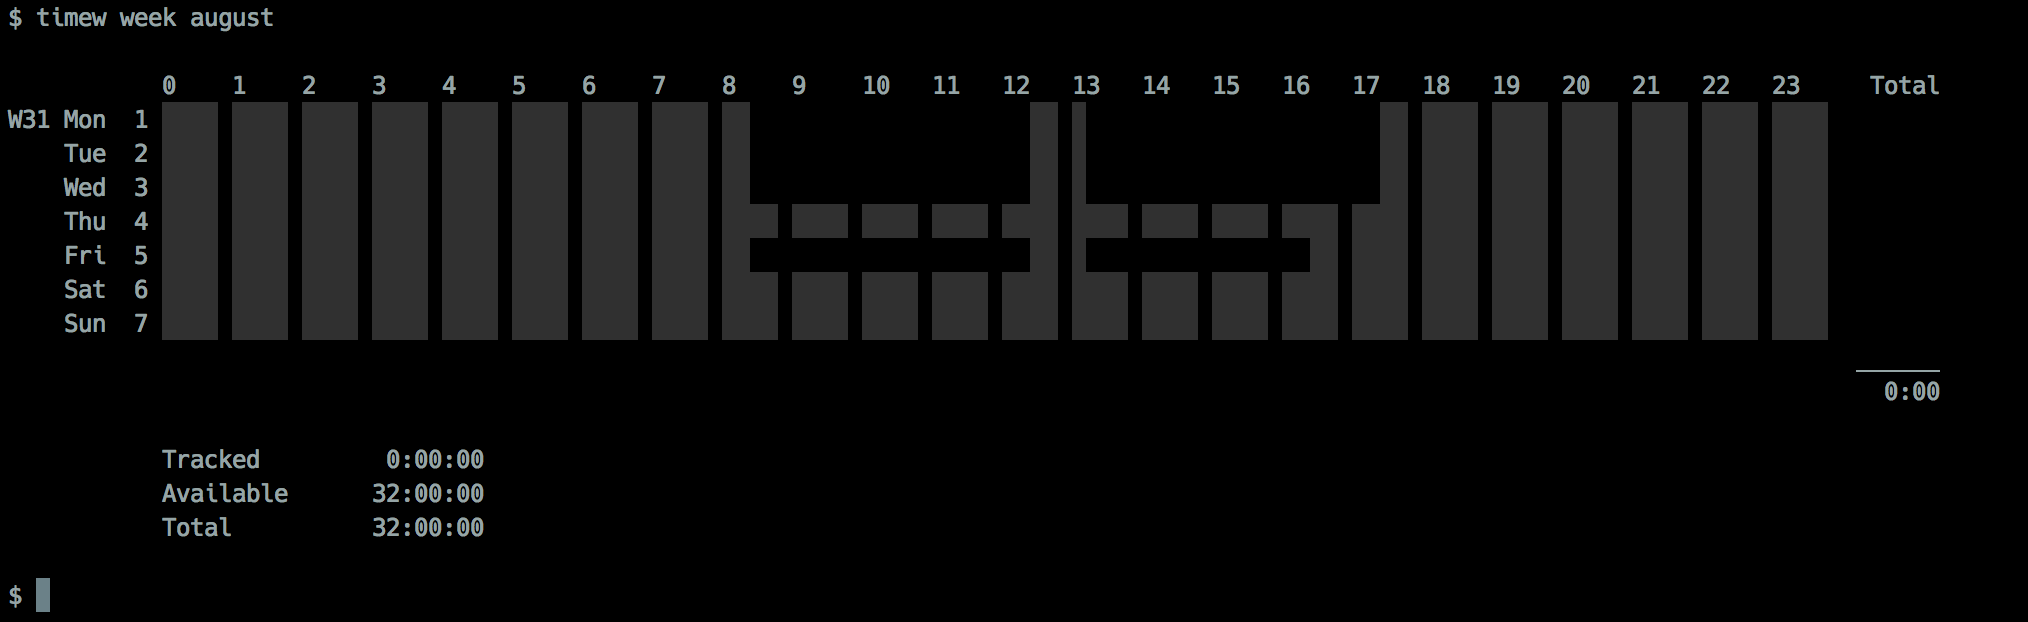 $ timew week august
0 1 2 3 4 5 6 7 8 9 10 11 12 13 14 15 16 17 18 19 20 21 22 23 Total
W31 Mon 1
Tue 2
Wed 3
Thu 4
Fri 5
Sat 6
Sun 7
0:00
Tracked 0:00:00
Available 32:00:00
Total 32:00:00
$